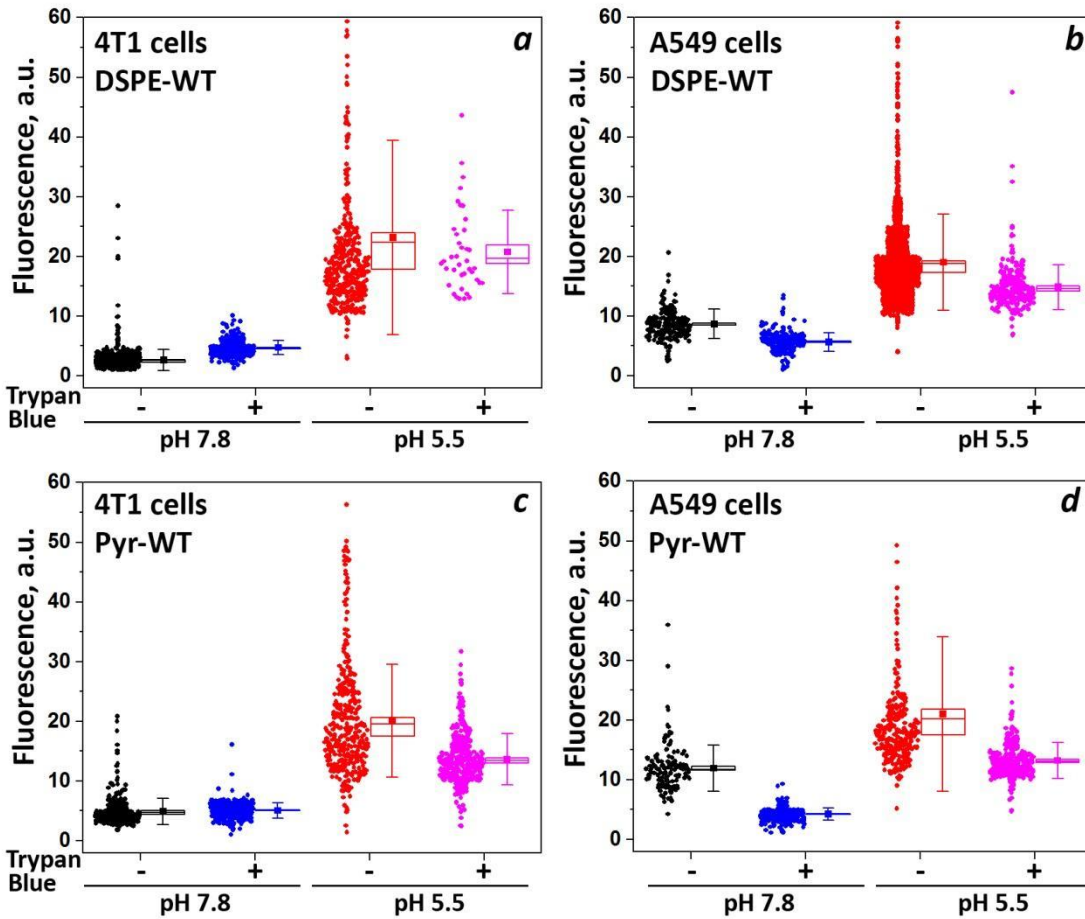 4T1 cells
DSPE-WT
a
Fluorescence, a.u.
60
50
40
30
20
10
0
Trypan
Blue
- + - +
pH 7.8 pH 5.5
A549 cells
DSPE-WT
b
Fluorescence, a.u.
60
50
40
30
20
10
0
- + - +
pH 7.8 pH 5.5
4T1 cells
Pyr-WT
c
Fluorescence, a.u.
60
50
40
30
20
10
0
Trypan
Blue
- + - +
pH 7.8 pH 5.5
A549 cells
Pyr-WT
d
Fluorescence, a.u.
60
50
40
30
20
10
0
- + - +
pH 7.8 pH 5.5